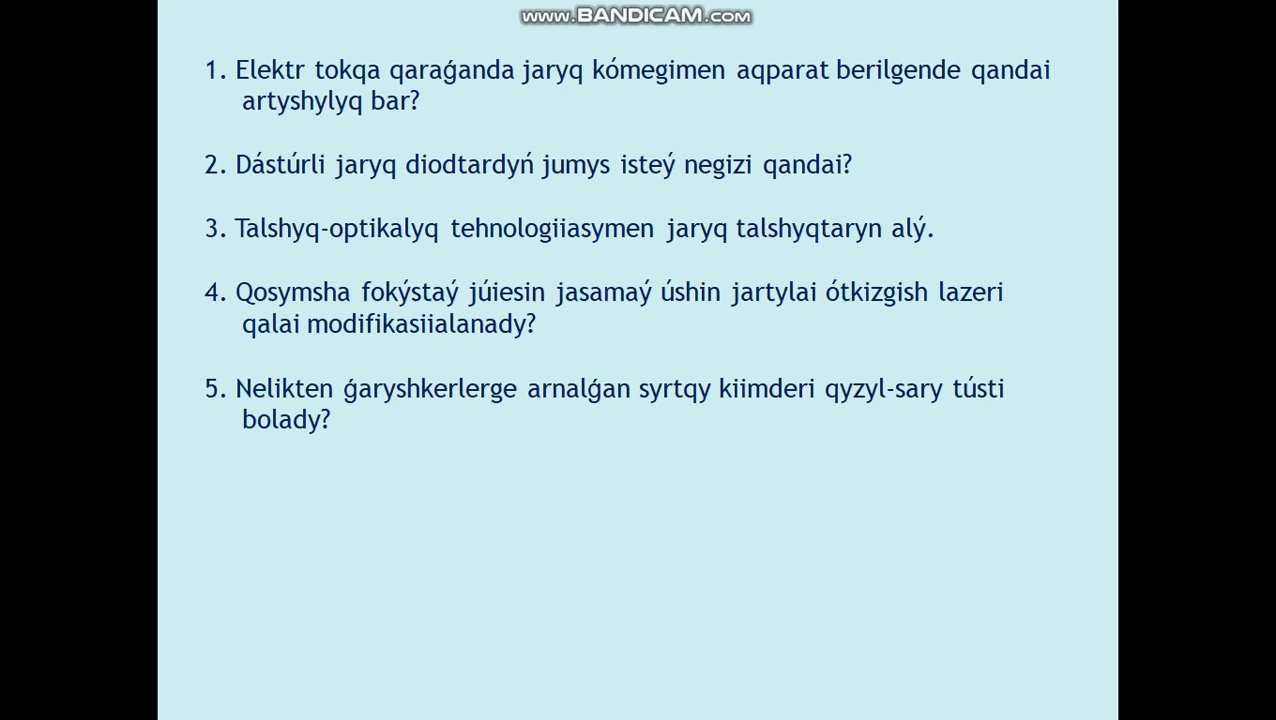 www.BANDICAM.com
1. Elektr tokqa qaraǵanda jaryq kómegimen aqparat berilgende qandai
artyshylyq bar?
2. Dástúrli jaryq diodtardyń jumys isteý negizi qandai?
3. Talshyq-optikalyq tehnologiiasymen jaryq talshyqtaryn alý.
4. Qosymsha fokýstaý júiesin jasamaý úshin jartylai ótkizgish lazeri
qalai modifikasiialanady?
5. Nelikten ǵaryshkerlerge arnalǵan syrtqy kiimderi qyzyl-sary tústi
bolady?